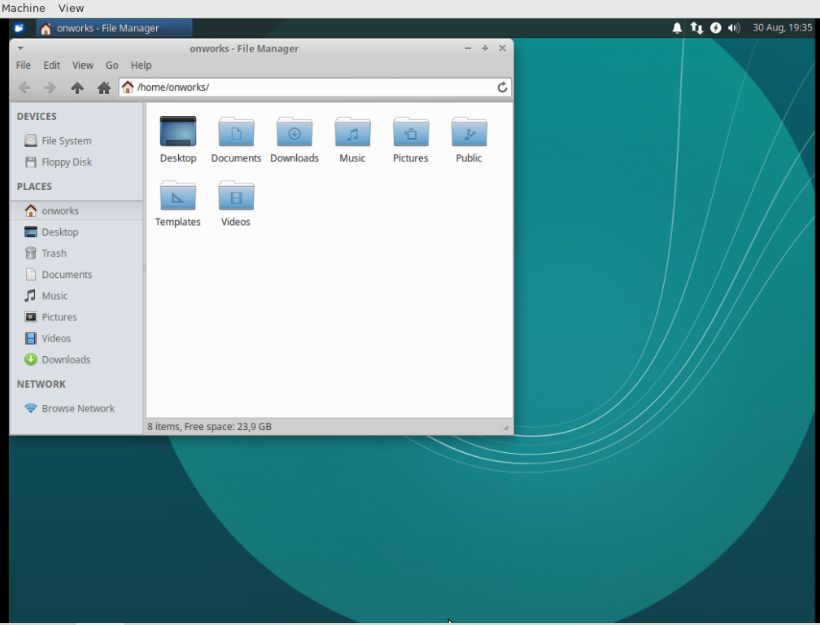 Machine View
onworks - File Manager 30 Aug, 19:35
onworks - File Manager
File Edit View Go Help
/home/onworks/
DEVICES
File System
Floppy Disk
PLACES
onworks
Desktop
Trash
Documents
Music
Pictures
Videos
Downloads
NETWORK
Browse Network
Desktop Documents Downloads Music Pictures Public
Templates Videos
8 items, Free space: 23,9 GB